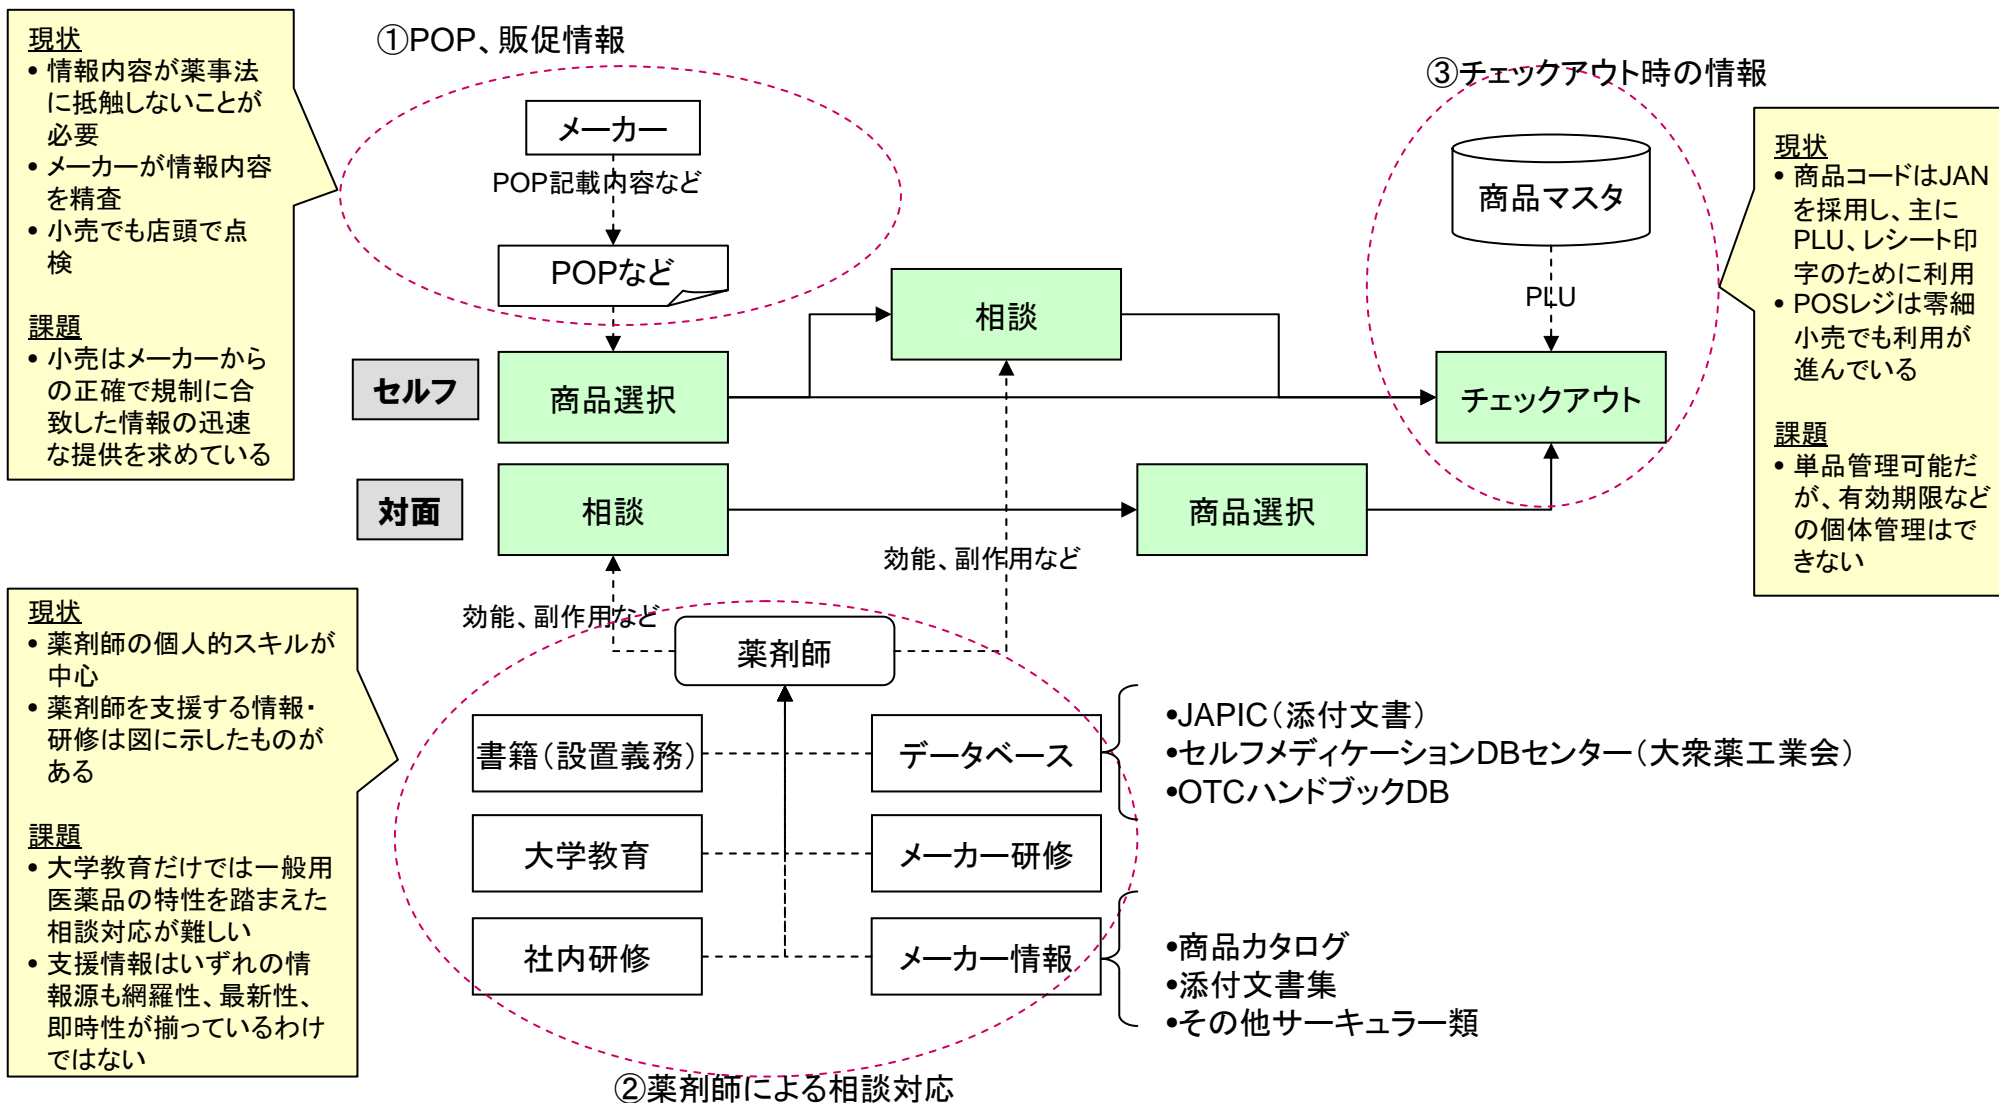 ①POP、販促情報
③チェックアウト時の情報
現状
• 情報内容が薬事法
に抵触しないことが
必要
• メーカーが情報内容
を精査
• 小売でも店頭で点
検
課題
• 小売はメーカーから
の正確で規制に合
致した情報の迅速
な提供を求めている
メーカー
POP記載内容など
POPなど
商品マスタ
PLU
現状
• 商品コードはJAN
を採用し、主に
PLU、レシート印
字のために利用
• POSレジは零細
小売でも利用が
進んでいる
課題
• 単品管理可能だ
が、有効期限など
の個体管理はで
きない
セルフ
商品選択
相談
チェックアウト
対面
相談
商品選択
効能、副作用など
効能、副作用など
現状
• 薬剤師の個人的スキルが
中心
• 薬剤師を支援する情報・
研修は図に示したものが
ある
課題
• 大学教育だけでは一般用
医薬品の特性を踏まえた
相談対応が難しい
• 支援情報はいずれの情
報源も網羅性、最新性、
即時性が揃っているわけ
ではない
薬剤師
書籍（設置義務）
データベース
大学教育
メーカー研修
社内研修
メーカー情報
•JAPIC（添付文書）
•セルフメディケーションDBセンター（大衆薬工業会）
•OTCハンドブックDB
•商品カタログ
•添付文書集
•その他サーキュラー類
②薬剤師による相談対応